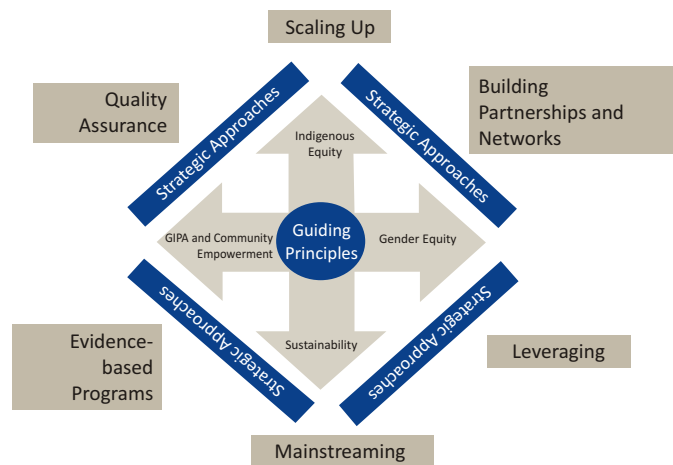 Scaling Up
Quality
Assurance
Building
Partnerships and
Networks
Strategic Approaches
Strategic Approaches
Indigenous
Equity
GIPA and Community
Empowerment
Guiding
Principles
Gender Equity
Sustainability
Strategic Approaches
Strategic Approaches
Evidence-
based
Programs
Leveraging
Mainstreaming